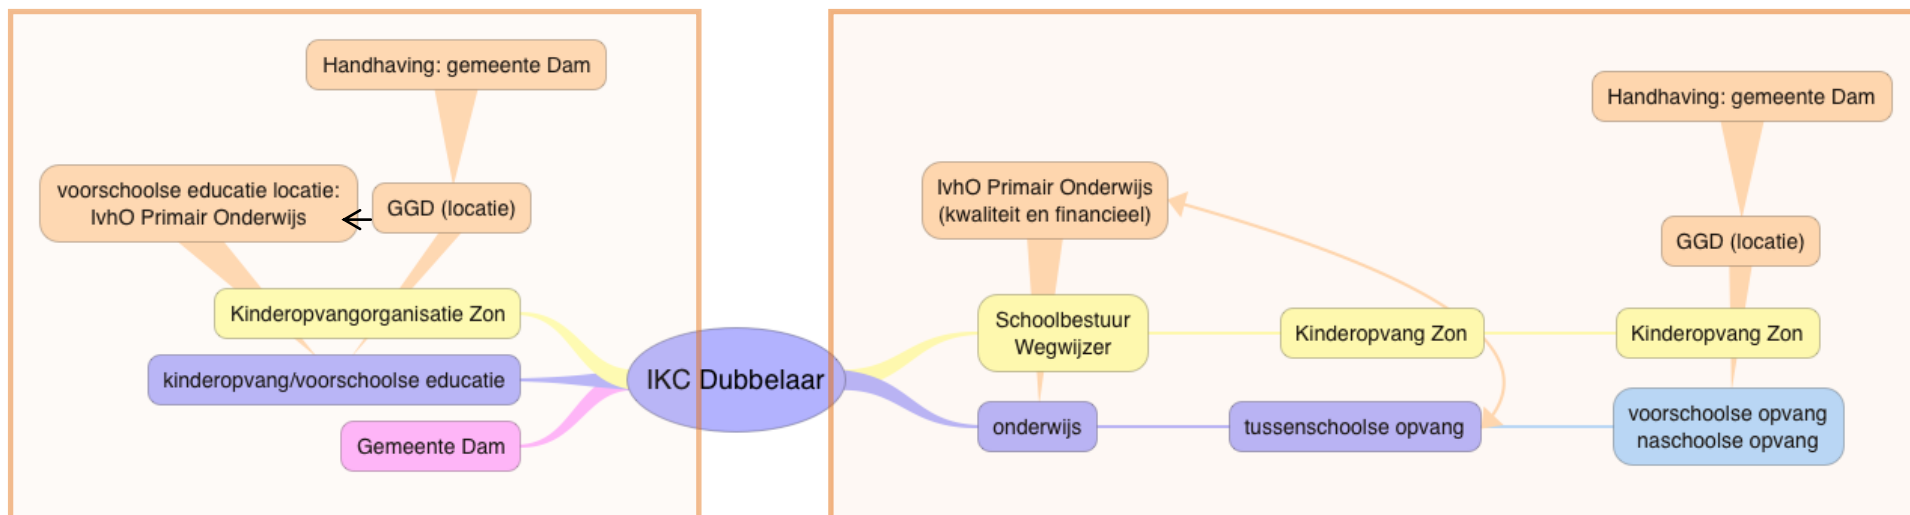 Handhaving: gemeente Dam
voorschoolse educatie locatie:
IvhO Primair Onderwijs
GGD (locatie)
Kinderopvangorganisatie Zon
kinderopvang/voorschoolse educatie
Gemeente Dam
IKC Dubbelaar
IvhO Primair Onderwijs
(kwaliteit en financieel)
Schoolbestuur
Wegwijzer
onderwijs
Kinderopvang Zon
tussenschoolse opvang
Handhaving: gemeente Dam
GGD (locatie)
Kinderopvang Zon
voorschoolse opvang
naschoolse opvang